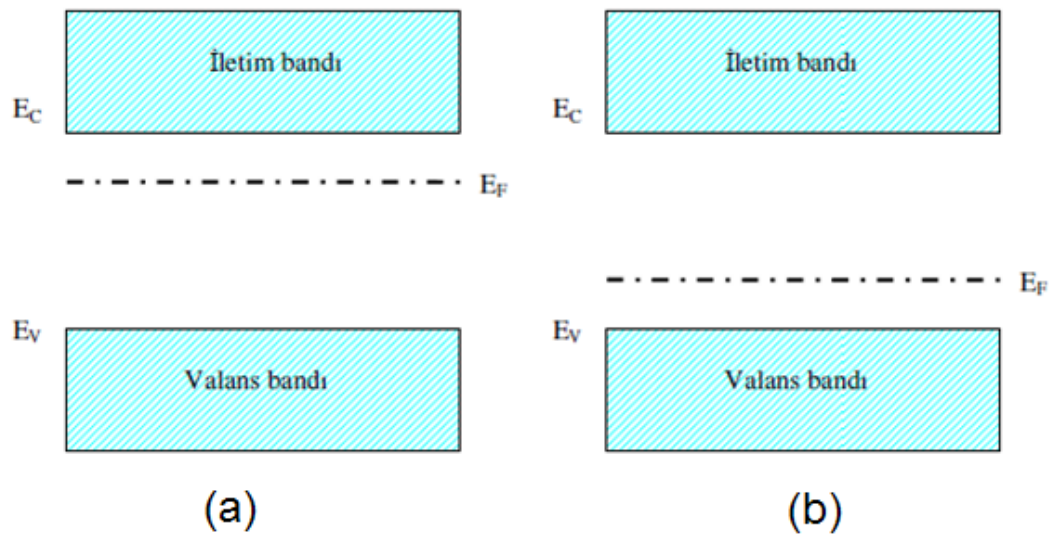 İletim bandı
E_C
E_F
E_V
Valans bandı
(a)
İletim bandı
E_C
E_F
E_V
Valans bandı
(b)